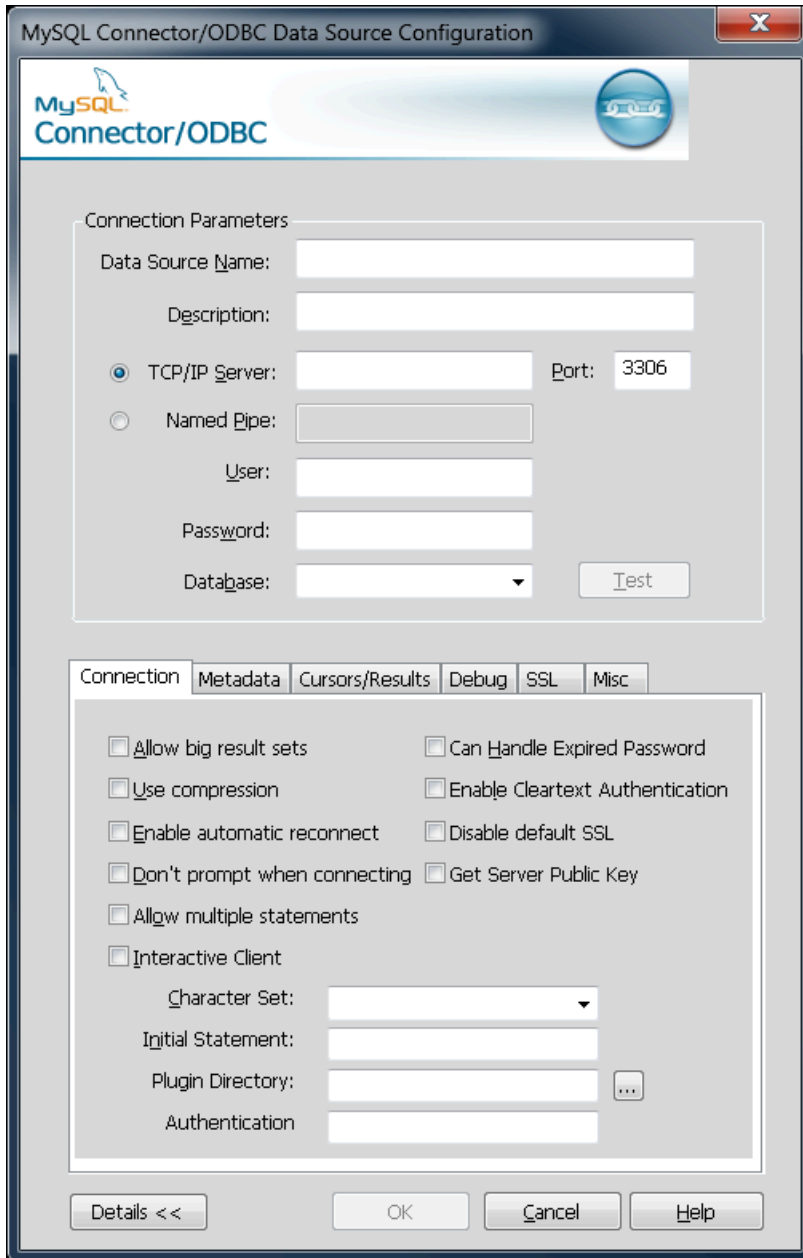 MySQL Connector/ODBC Data Source Configuration
X
MySQL
Connector/ODBC
Connection Parameters
Data Source Name:
Description:
TCP/IP Server:
Port: 3306
Named Pipe:
User:
Password:
Database:
Test
Connection Metadata Cursors/Results Debug SSL Misc
Allow big result sets Can Handle Expired Password
Use compression Enable Cleartext Authentication
Enable automatic reconnect Disable default SSL
Don't prompt when connecting Get Server Public Key
Allow multiple statements
Interactive Client
Character Set:
Initial Statement:
Plugin Directory: ...
Authentication
Details << OK Cancel Help